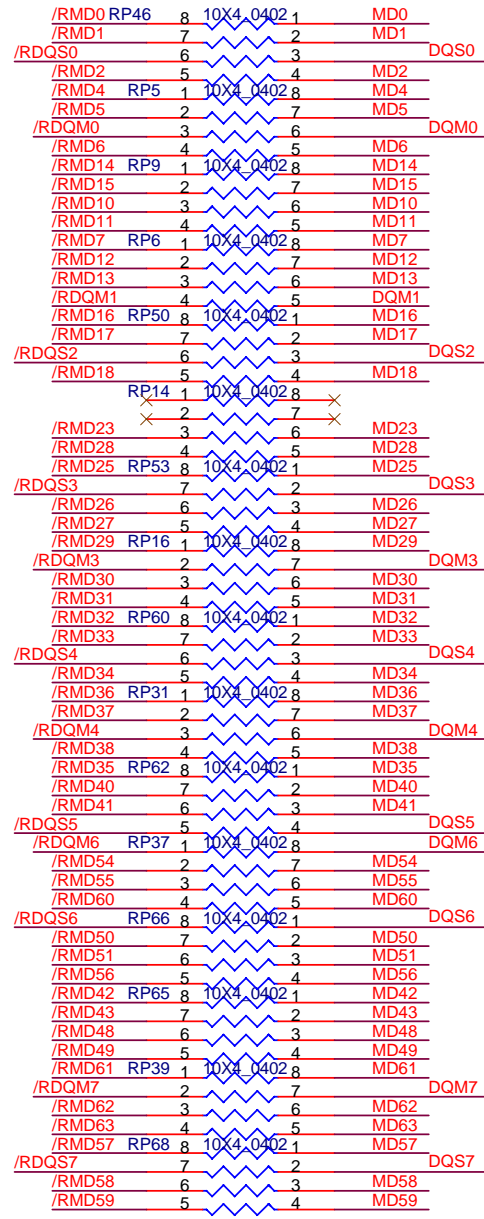 /RMD0 RP46 8 10X4_0402 1 MD0
/RMD1 7 2 MD1
/RDQS0 6 3 DQS0
/RMD2 5 4 MD2
/RMD4 RP5 1 10X4_0402 8 MD4
/RMD5 2 7 MD5
/RDQM0 3 6 DQM0
/RMD6 4 5 MD6
/RMD14 RP9 1 10X4_0402 8 MD14
/RMD15 2 7 MD15
/RMD10 3 6 MD10
/RMD11 4 5 MD11
/RMD7 RP6 1 10X4_0402 8 MD7
/RMD12 2 7 MD12
/RMD13 3 6 MD13
/RDQM1 4 5 DQM1
/RMD16 RP50 8 10X4_0402 1 MD16
/RMD17 7 2 MD17
/RDQS2 6 3 DQS2
/RMD18 5 4 MD18
RP14 1 10X4_0402 8
2 7
/RMD23 3 6 MD23
/RMD28 4 5 MD28
/RMD25 RP53 8 10X4_0402 1 MD25
/RDQS3 7 2 DQS3
/RMD26 6 3 MD26
/RMD27 5 4 MD27
/RMD29 RP16 1 10X4_0402 8 MD29
/RDQM3 2 7 DQM3
/RMD30 3 6 MD30
/RMD31 4 5 MD31
/RMD32 RP60 8 10X4_0402 1 MD32
/RMD33 7 2 MD33
/RDQS4 6 3 DQS4
/RMD34 5 4 MD34
/RMD36 RP31 1 10X4_0402 8 MD36
/RMD37 2 7 MD37
/RDQM4 3 6 DQM4
/RMD38 4 5 MD38
/RMD35 RP62 8 10X4_0402 1 MD35
/RMD40 7 2 MD40
/RMD41 6 3 MD41
/RDQS5 5 4 DQS5
/RDQM6 RP37 1 10X4_0402 8 DQM6
/RMD54 2 7 MD54
/RMD55 3 6 MD55
/RMD60 4 5 MD60
/RDQS6 RP66 8 10X4_0402 1 DQS6
/RMD50 7 2 MD50
/RMD51 6 3 MD51
/RMD56 5 4 MD56
/RMD42 RP65 8 10X4_0402 1 MD42
/RMD43 7 2 MD43
/RMD48 6 3 MD48
/RMD49 5 4 MD49
/RMD61 RP39 1 10X4_0402 8 MD61
/RDQM7 2 7 DQM7
/RMD62 3 6 MD62
/RMD63 4 5 MD63
/RMD57 RP68 8 10X4_0402 1 MD57
/RDQS7 7 2 DQS7
/RMD58 6 3 MD58
/RMD59 5 4 MD59